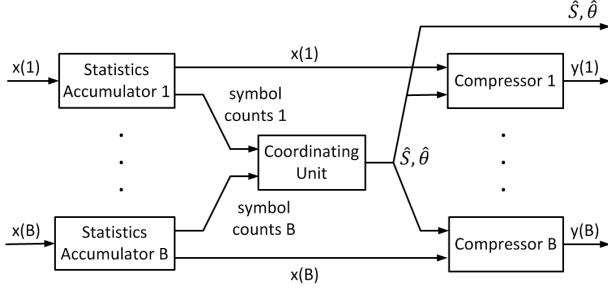 Ŝ, θ̂
x(1)
Statistics
Accumulator 1
x(1)
Compressor 1
y(1)
symbol
counts 1
Coordinating
Unit
Ŝ, θ̂
symbol
counts B
x(B)
Statistics
Accumulator B
x(B)
Compressor B
y(B)